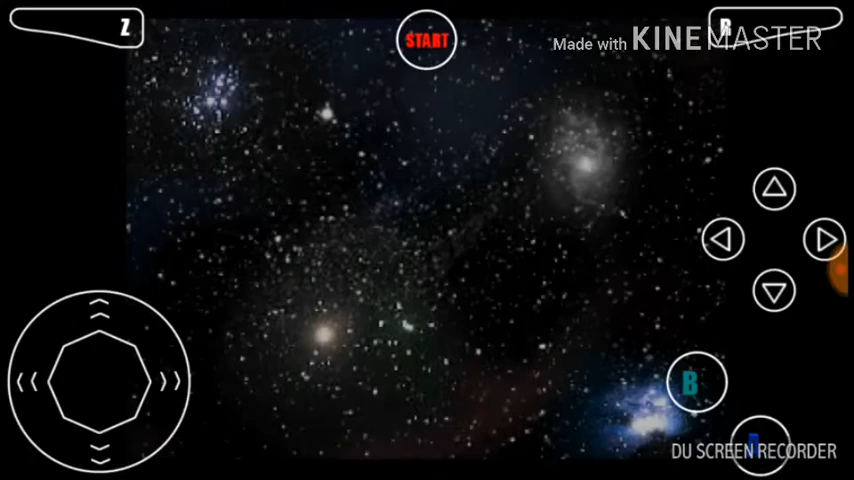 Z
START
R
Made with KINEMASTER
B
DU SCREEN RECORDER